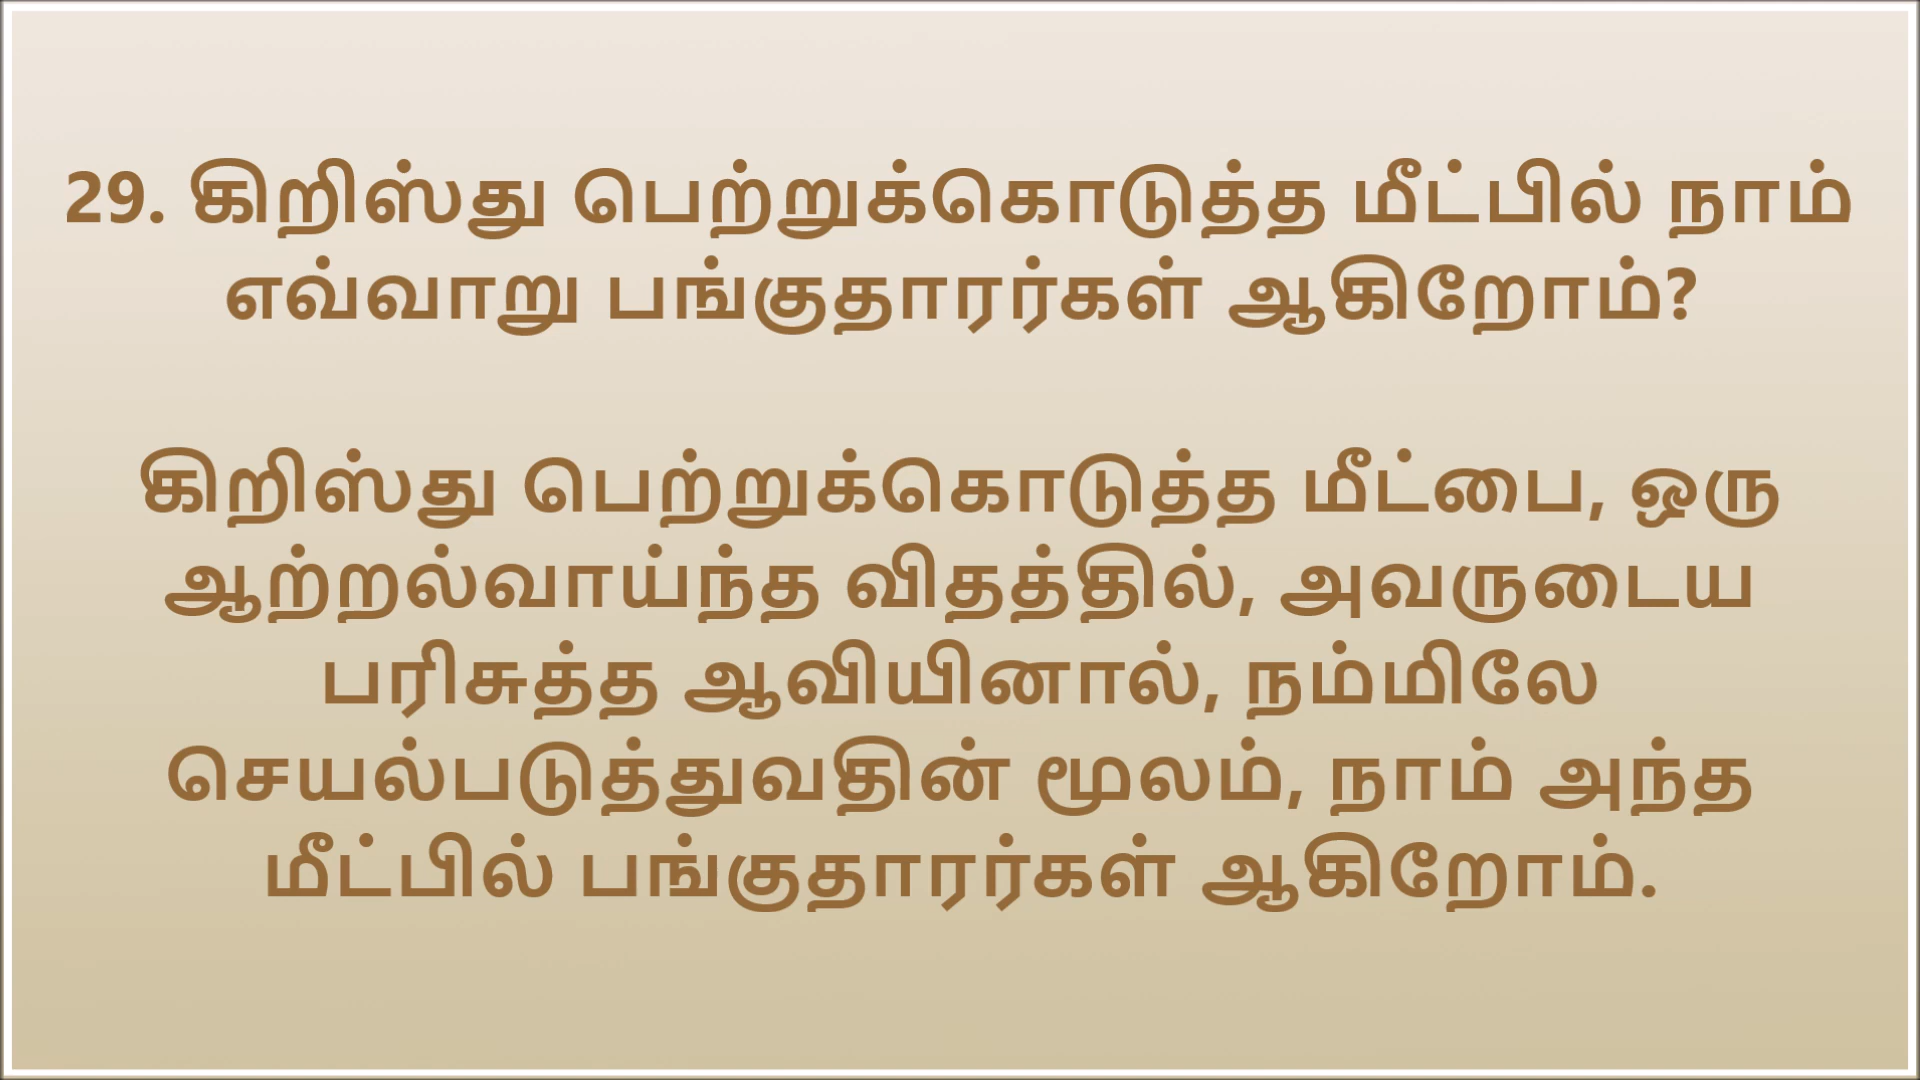 29. கிறிஸ்து பெற்றுக்கொடுத்த மீட்பில் நாம்
எவ்வாறு பங்குதாரர்கள் ஆகிறோம்?
கிறிஸ்து பெற்றுக்கொடுத்த மீட்பை, ஒரு
ஆற்றல்வாய்ந்த விதத்தில், அவருடைய
பரிசுத்த ஆவியினால், நம்மிலே
செயல்படுத்துவதின் மூலம், நாம் அந்த
மீட்பில் பங்குதாரர்கள் ஆகிறோம்.